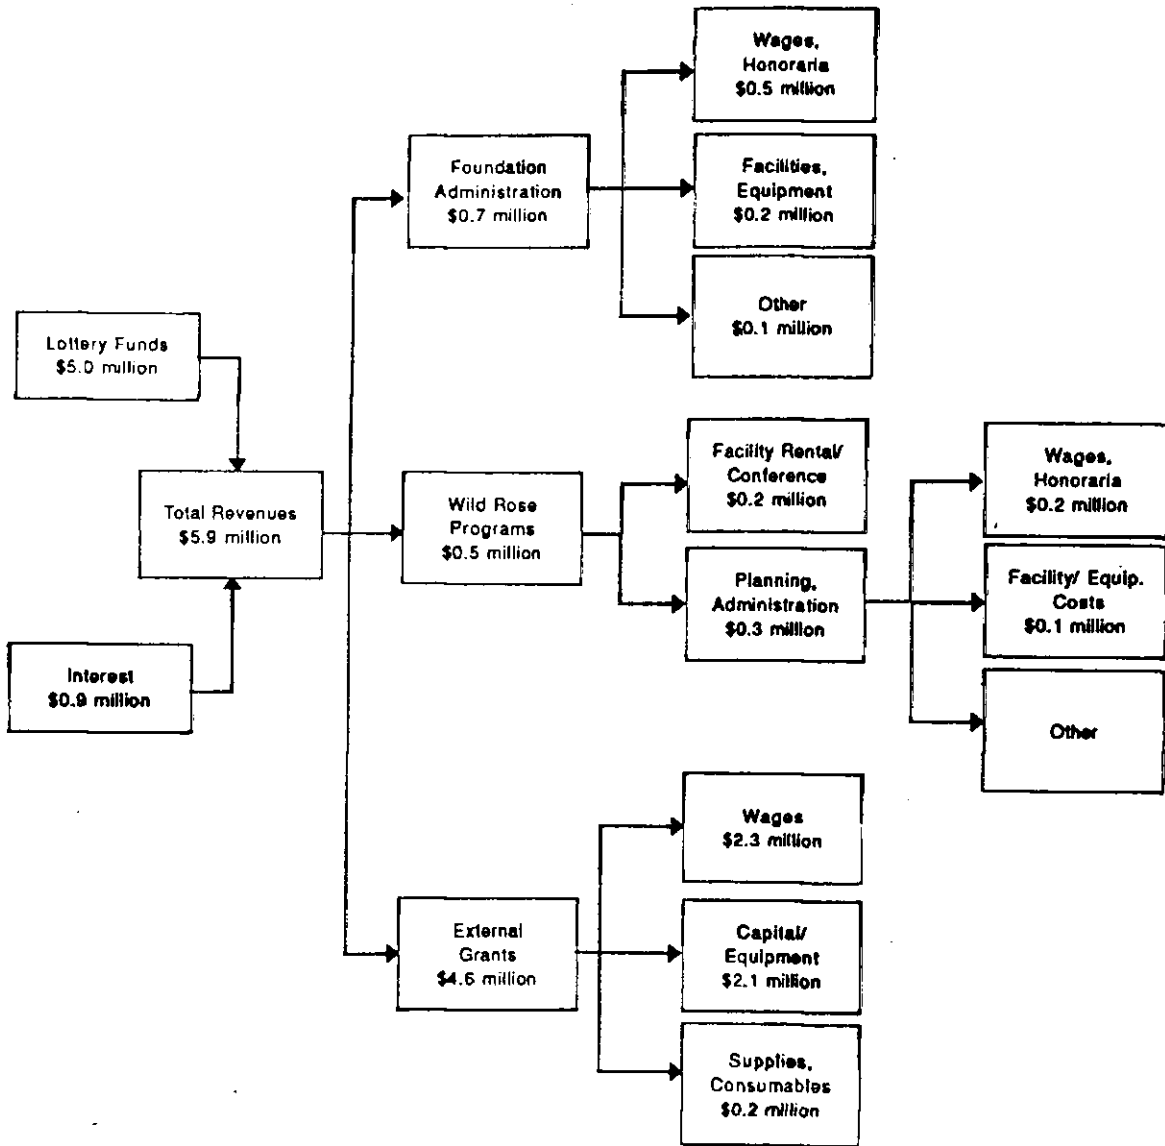 Wages,
Honoraria
$0.5 million
Foundation
Administration
$0.7 million
Facilities,
Equipment
$0.2 million
Other
$0.1 million
Lottery Funds
$5.0 million
Total Revenues
$5.9 million
Interest
$0.9 million
Wild Rose
Programs
$0.5 million
Facility Rental/
Conference
$0.2 million
Planning,
Administration
$0.3 million
Wages,
Honoraria
$0.2 million
Facility/ Equip.
Costs
$0.1 million
Other
External
Grants
$4.6 million
Wages
$2.3 million
Capital/
Equipment
$2.1 million
Supplies,
Consumables
$0.2 million